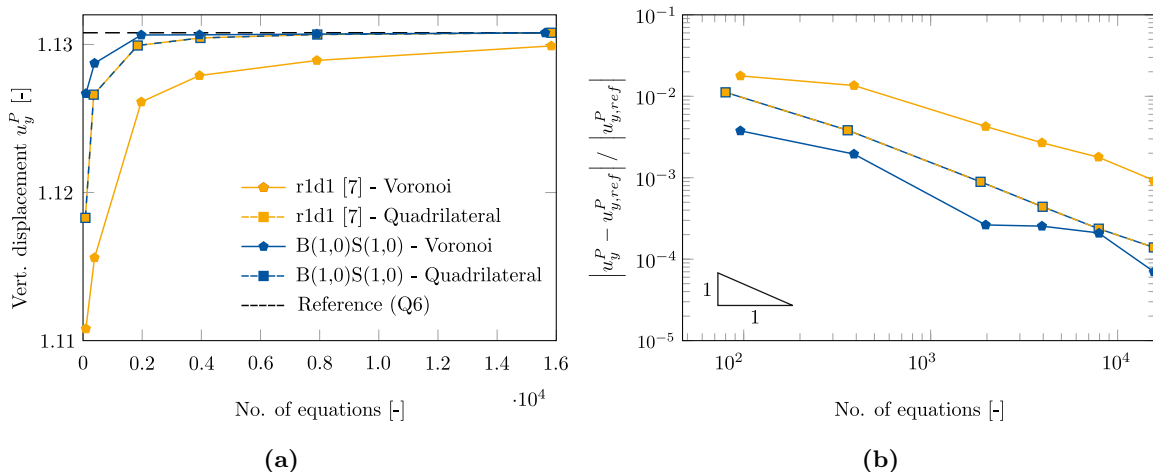 1.13
1.12
1.11
Vert. displacement u_y^P [-]
0 0.2 0.4 0.6 0.8 1.0 1.2 1.4 1.6
·10^4
No. of equations [-]
r1d1 [7] - Voronoi
r1d1 [7] - Quadrilateral
B(1,0)S(1,0) - Voronoi
B(1,0)S(1,0) - Quadrilateral
Reference (Q6)
(a)
10^−1
10^−2
10^−3
10^−4
10^−5
|u_y^P − u_{y,ref}^P| / |u_{y,ref}^P|
1
1
10^2 10^3 10^4
No. of equations [-]
(b)